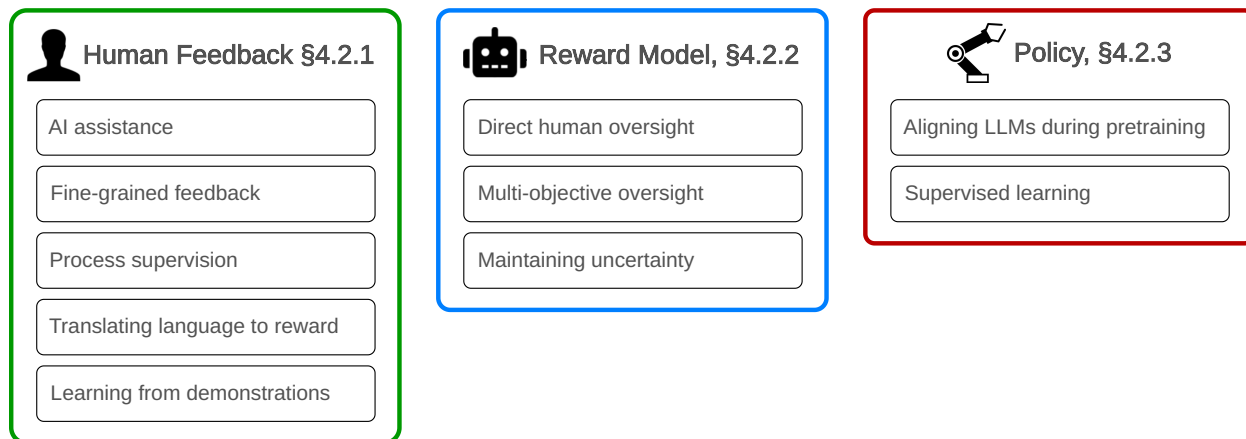 Human Feedback §4.2.1
AI assistance
Fine-grained feedback
Process supervision
Translating language to reward
Learning from demonstrations
Reward Model, §4.2.2
Direct human oversight
Multi-objective oversight
Maintaining uncertainty
Policy, §4.2.3
Aligning LLMs during pretraining
Supervised learning